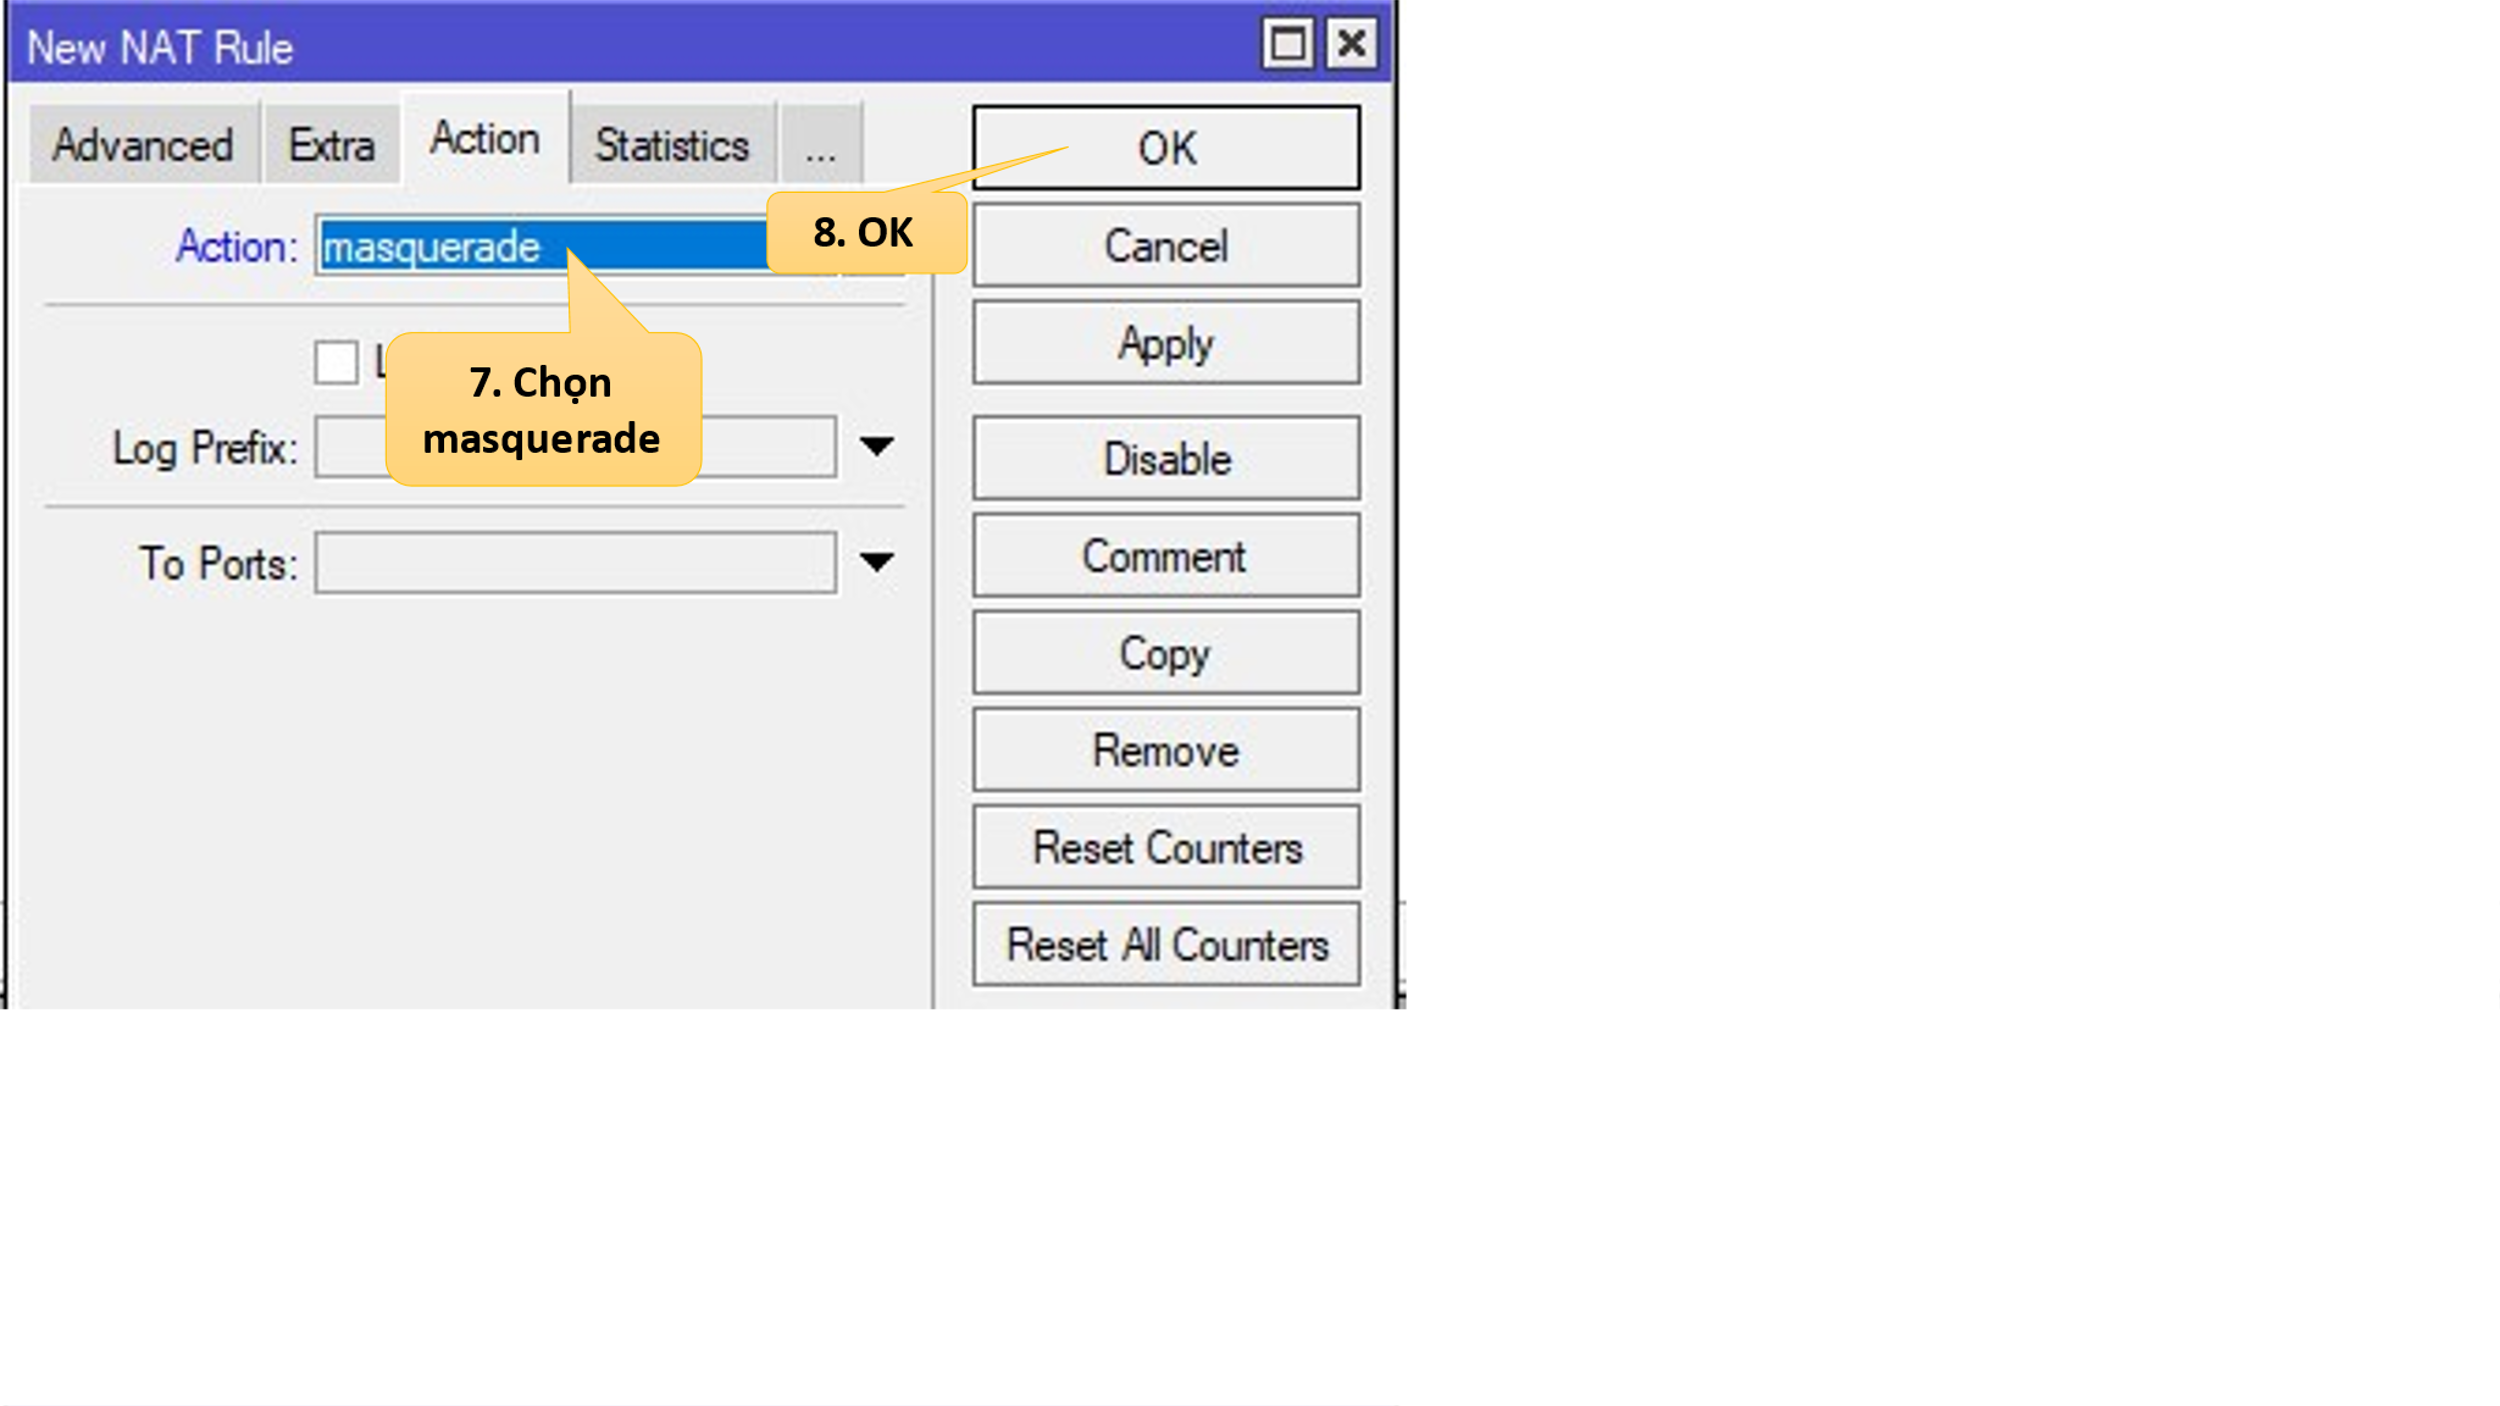 New NAT Rule
Advanced
Extra
Action
Statistics
...
OK
Action:
masquerade
8. OK
Cancel
7. Chọn
masquerade
Apply
Log Prefix:
Disable
To Ports:
Comment
Copy
Remove
Reset Counters
Reset All Counters